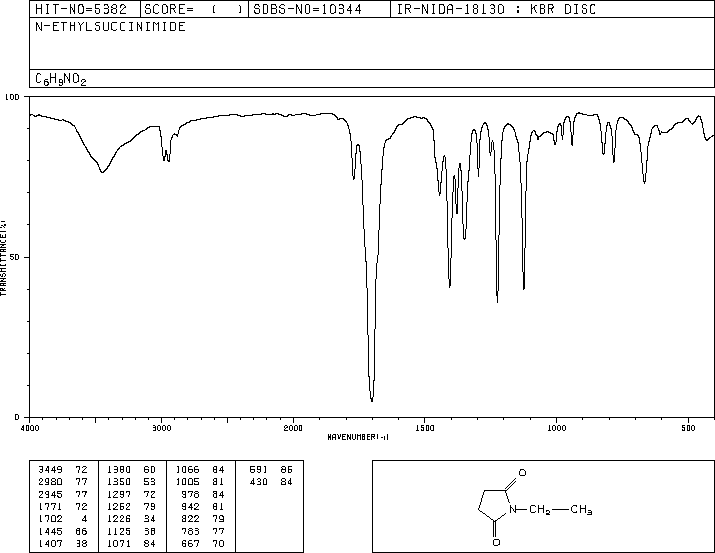 HIT-NO=5382 SCORE= ( ) SDBS-NO=10344 IR-NIDA-18130 : KBR DISC
N-ETHYLSUCCINIMIDE
C6H9NO2
100
50
0
TRANSMITTANCE(%)
4000 3000 2000 1500 1000 500
WAVENUMBER(-1)
3449 72 1380 60 1066 84 691 86
2980 77 1350 53 1005 81 430 84
2945 77 1297 72 978 84
1771 72 1252 79 942 81
1702 4 1226 34 822 79
1445 66 1125 38 783 77
1407 38 1071 84 667 70
O
N-CH2-CH3
O